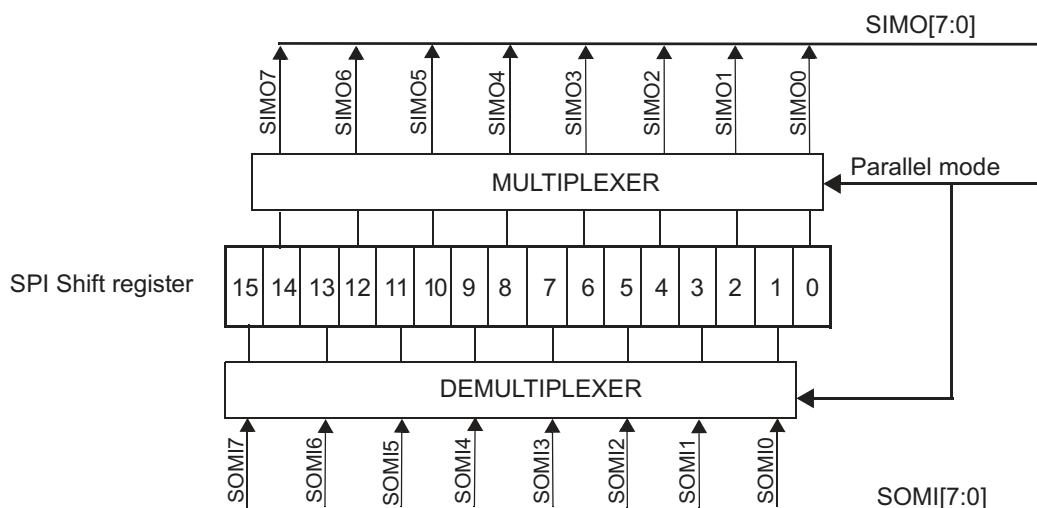 SIMO[7:0]
SIMO7
SIMO6
SIMO5
SIMO4
SIMO3
SIMO2
SIMO1
SIMO0
MULTIPLEXER
Parallel mode
SPI Shift register
15 14 13 12 11 10 9 8 7 6 5 4 3 2 1 0
DEMULTIPLEXER
SOMI7
SOMI6
SOMI5
SOMI4
SOMI3
SOMI2
SOMI1
SOMI0
SOMI[7:0]